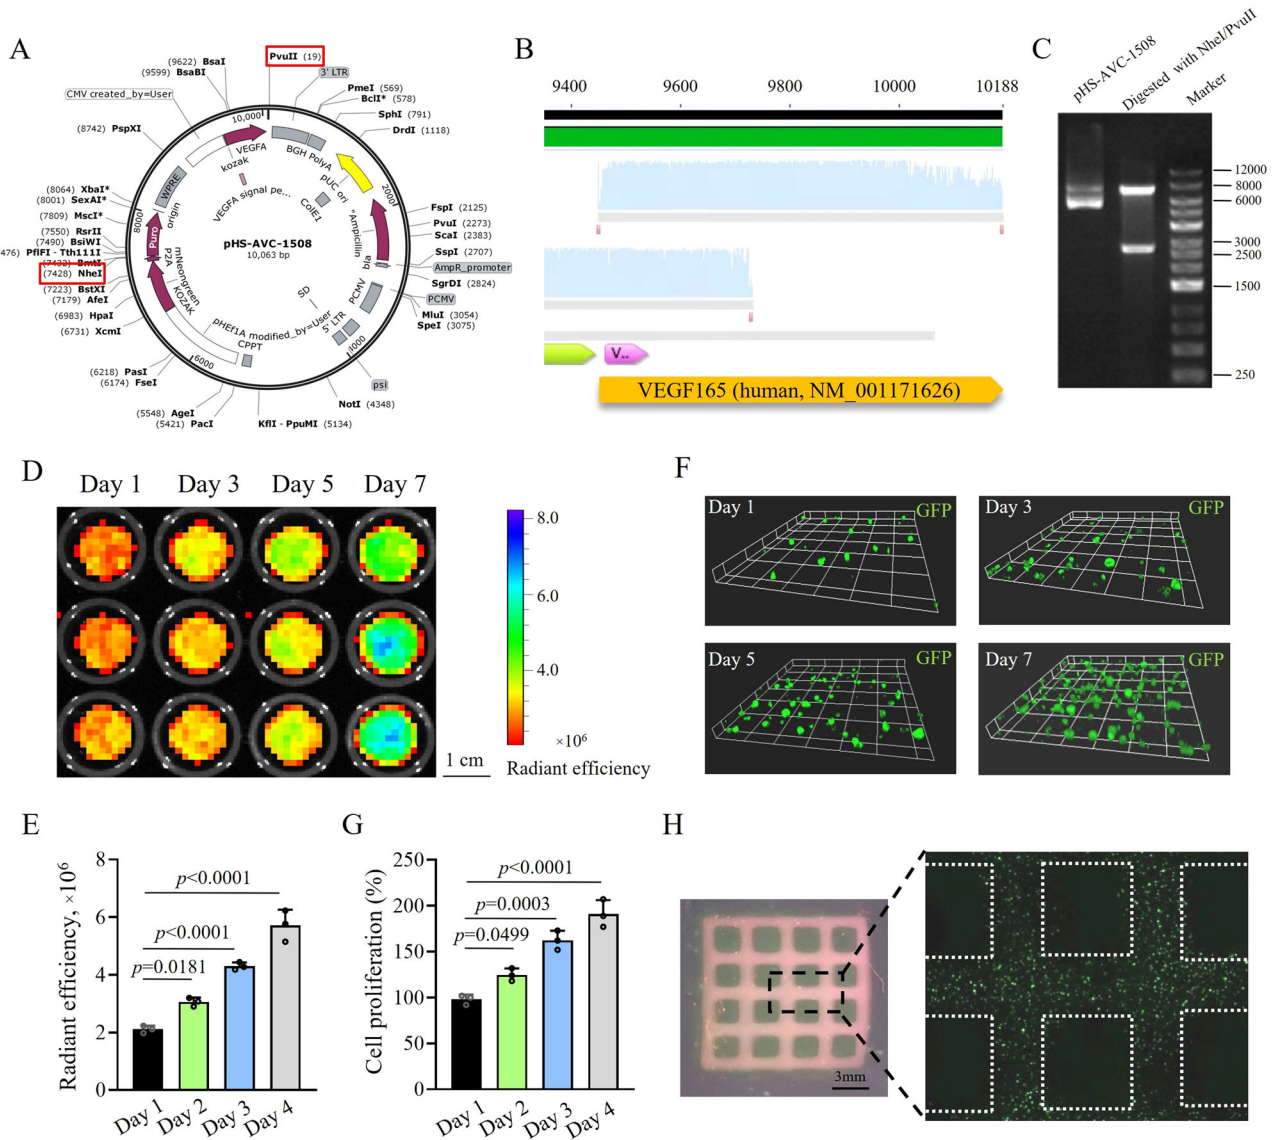 A
PvuII (19)
(9622) BsaI
(9599) BsaBI
3' LTR
CMV created_by=User
PmeI (569)
BclI* (578)
SphI (791)
DrdI (1118)
(8742) PspXI
10,000
VEGFA
kozak
BGH PolyA
pUC ori
2000
WPRE
VEGFA signal pe...
ColE1
(8064) XbaI*
(8001) SexAI*
(7809) MscI*
(7550) RsrII
(7490) BsiWI
476) PflFI - Tth111I
(7432) BmtI
(7428) NheI
(7223) BstXI
(7179) AfeI
(6983) HpaI
(6731) XcmI
8000
origin
Puro
P2A
mNeongreen
KOZAK
pHS-AVC-1508
10,063 bp
FspI (2125)
PvuI (2273)
ScaI (2383)
SspI (2707)
AmpR_promoter
SgrDI (2824)
PCMV
MluI (3054)
SpeI (3075)
"Ampicillin
bla
PCMV
SD
5' LTR
pHEf1A modified_by=User
CPPT
6000
psi
(6218) PasI
(6174) FseI
(5548) AgeI
(5421) PacI
KflI - PpuMI (5134)
NotI (4348)
B
9400 9600 9800 10000 10188
V..
VEGF165 (human, NM_001171626)
C
pHS-AVC-1508
Digested with NheI/PvuII
Marker
12000
8000
6000
3000
2500
1500
250
D
Day 1 Day 3 Day 5 Day 7
8.0
6.0
4.0
×10⁶
1 cm
Radiant efficiency
F
Day 1 GFP
Day 3 GFP
Day 5 GFP
Day 7 GFP
E
Radiant efficiency, ×10⁶
8
6
4
2
0
p<0.0001
p<0.0001
p=0.0181
Day 1
Day 2
Day 3
Day 4
G
Cell proliferation (%)
250
200
150
100
50
0
p<0.0001
p=0.0003
p=0.0499
Day 1
Day 2
Day 3
Day 4
H
3mm